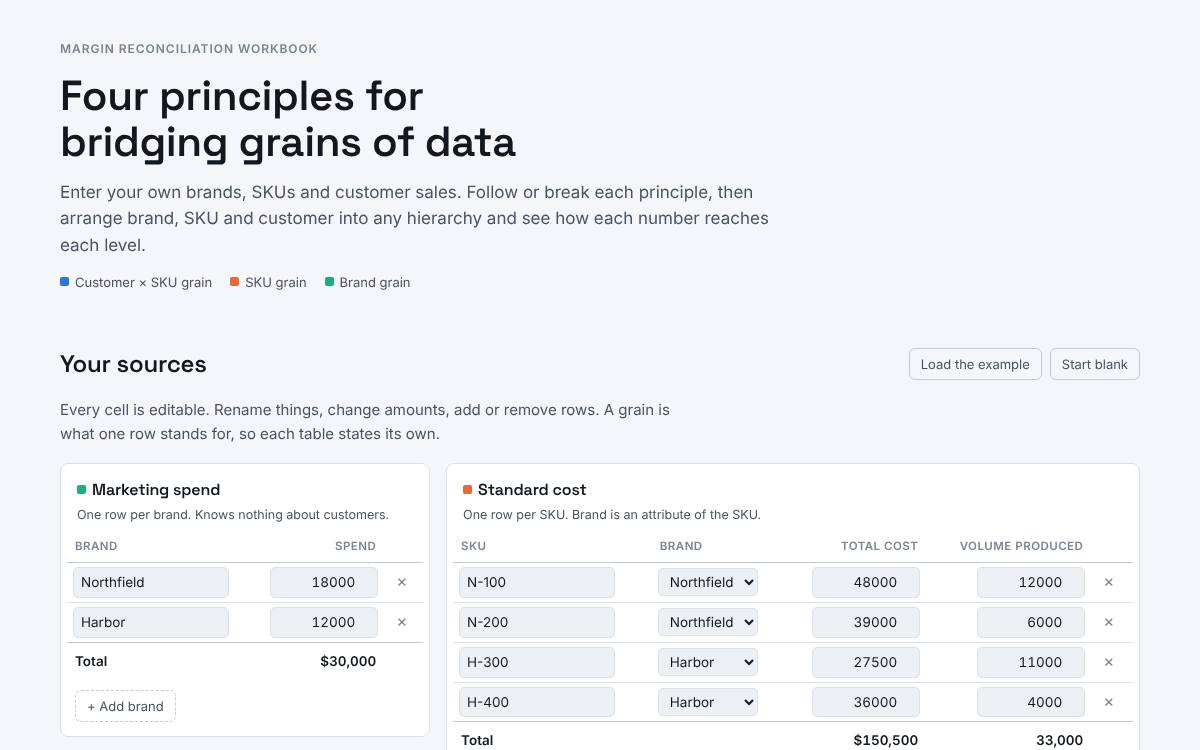 MARGIN RECONCILIATION WORKBOOK
Four principles for
bridging grains of data
Enter your own brands, SKUs and customer sales. Follow or break each principle, then
arrange brand, SKU and customer into any hierarchy and see how each number reaches
each level.
Customer × SKU grain SKU grain Brand grain
Your sources
Load the example Start blank
Every cell is editable. Rename things, change amounts, add or remove rows. A grain is
what one row stands for, so each table states its own.
Marketing spend
One row per brand. Knows nothing about customers.
BRAND SPEND
Northfield 18000 ×
Harbor 12000 ×
Total $30,000
+ Add brand
Standard cost
One row per SKU. Brand is an attribute of the SKU.
SKU BRAND TOTAL COST VOLUME PRODUCED
N-100 Northfield 48000 12000 ×
N-200 Northfield 39000 6000 ×
H-300 Harbor 27500 11000 ×
H-400 Harbor 36000 4000 ×
Total $150,500 33,000